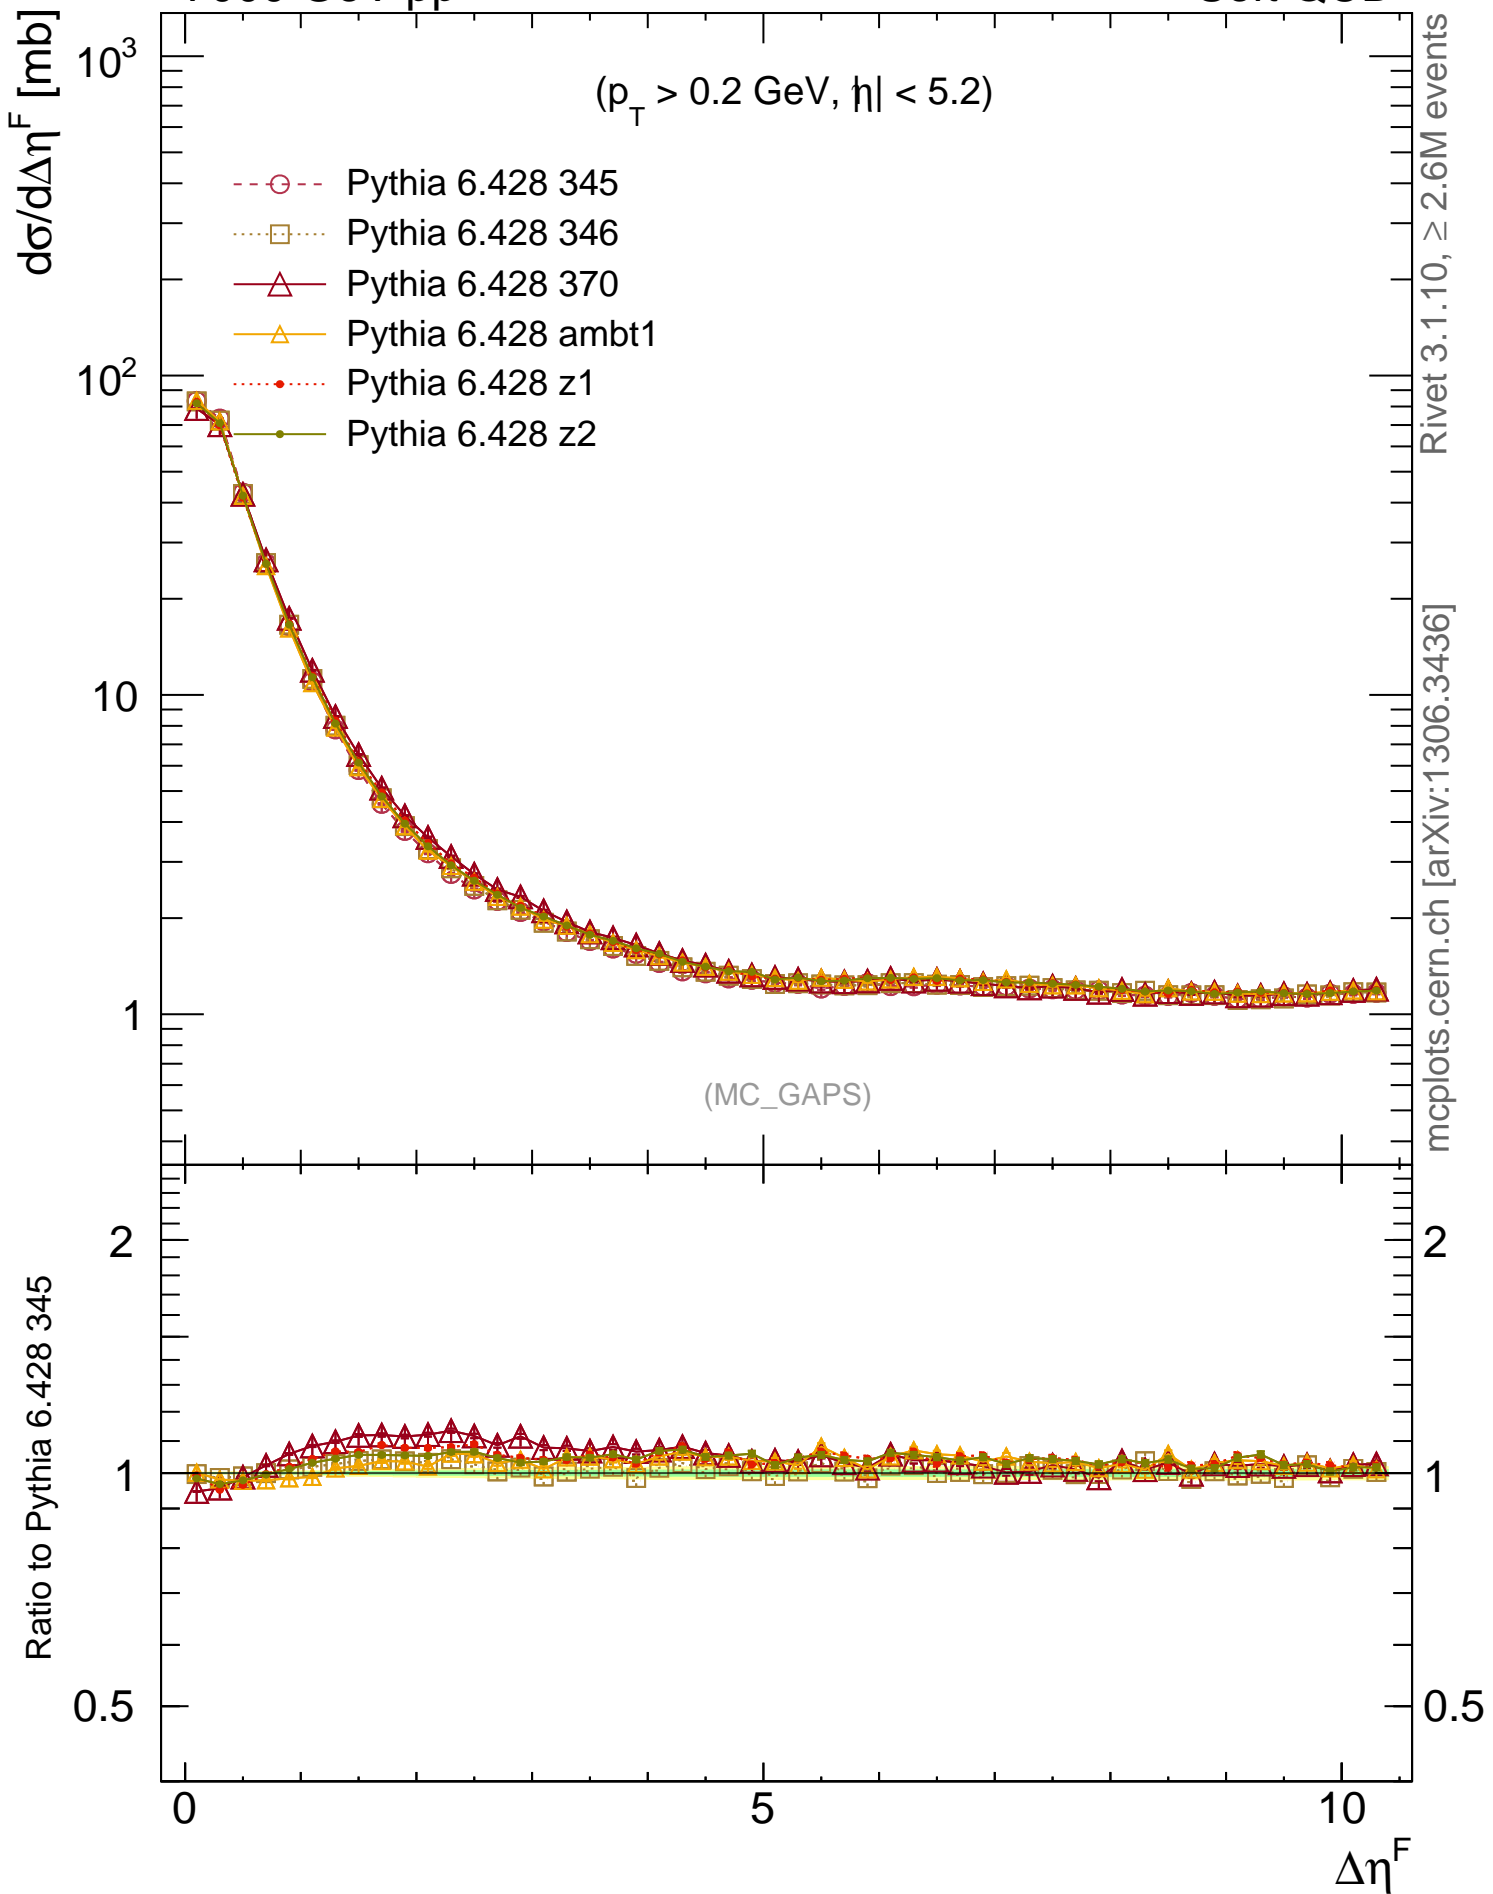 dσ/dΔη^F [mb]
(p_T > 0.2 GeV, |η| < 5.2)
Pythia 6.428 345
Pythia 6.428 346
Pythia 6.428 370
Pythia 6.428 ambt1
Pythia 6.428 z1
Pythia 6.428 z2
10^3
10^2
10
1
(MC_GAPS)
Rivet 3.1.10, ≥ 2.6M events
mcplots.cern.ch [arXiv:1306.3436]
Ratio to Pythia 6.428 345
2
1
0.5
2
1
0.5
0
5
10
Δη^F